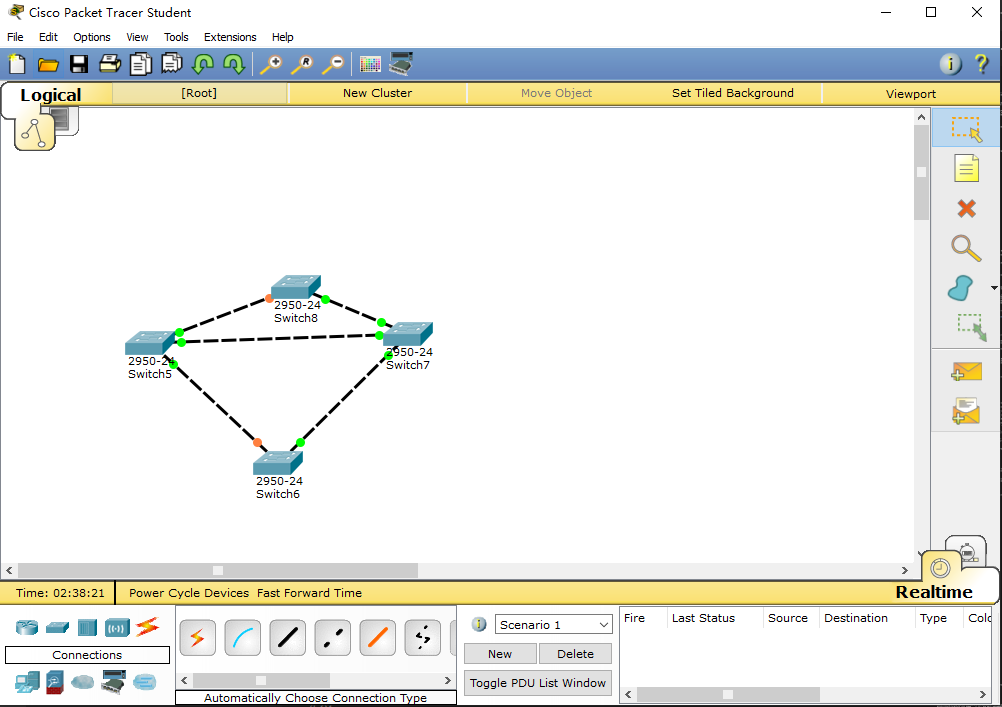 Cisco Packet Tracer Student
File Edit Options View Tools Extensions Help
Logical [Root] New Cluster Move Object Set Tiled Background Viewport
2950-24
Switch8
2950-24
Switch7
2950-24
Switch5
2950-24
Switch6
Time: 02:38:21 Power Cycle Devices Fast Forward Time
Realtime
Connections
Automatically Choose Connection Type
Scenario 1
New Delete
Toggle PDU List Window
Fire Last Status Source Destination Type Colo